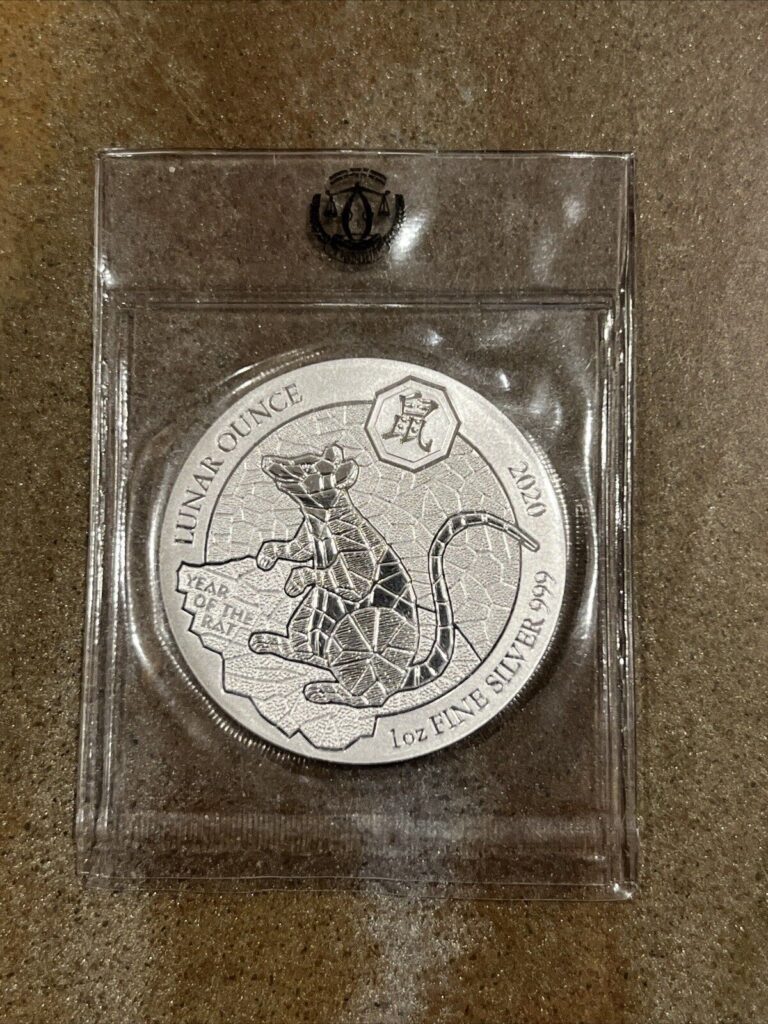 LUNAR OUNCE
鼠
2020
YEAR
OF THE
RAT
1oz FINE SILVER 999